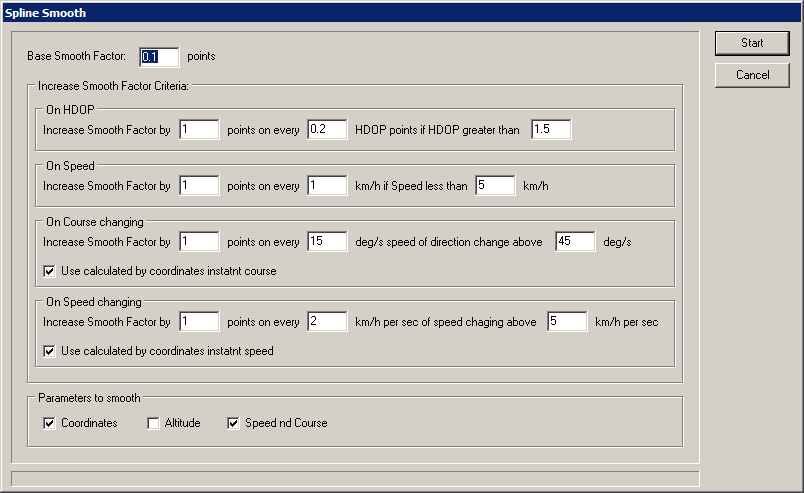 Spline Smooth
Base Smooth Factor: 0.1 points
Start
Cancel
Increase Smooth Factor Criteria:
On HDOP
Increase Smooth Factor by 1 points on every 0.2 HDOP points if HDOP greater than 1.5
On Speed
Increase Smooth Factor by 1 points on every 1 km/h if Speed less than 5 km/h
On Course changing
Increase Smooth Factor by 1 points on every 15 deg/s speed of direction change above 45 deg/s
Use calculated by coordinates instatnt course
On Speed changing
Increase Smooth Factor by 1 points on every 2 km/h per sec of speed chaging above 5 km/h per sec
Use calculated by coordinates instatnt speed
Parameters to smooth
Coordinates Altitude Speed nd Course